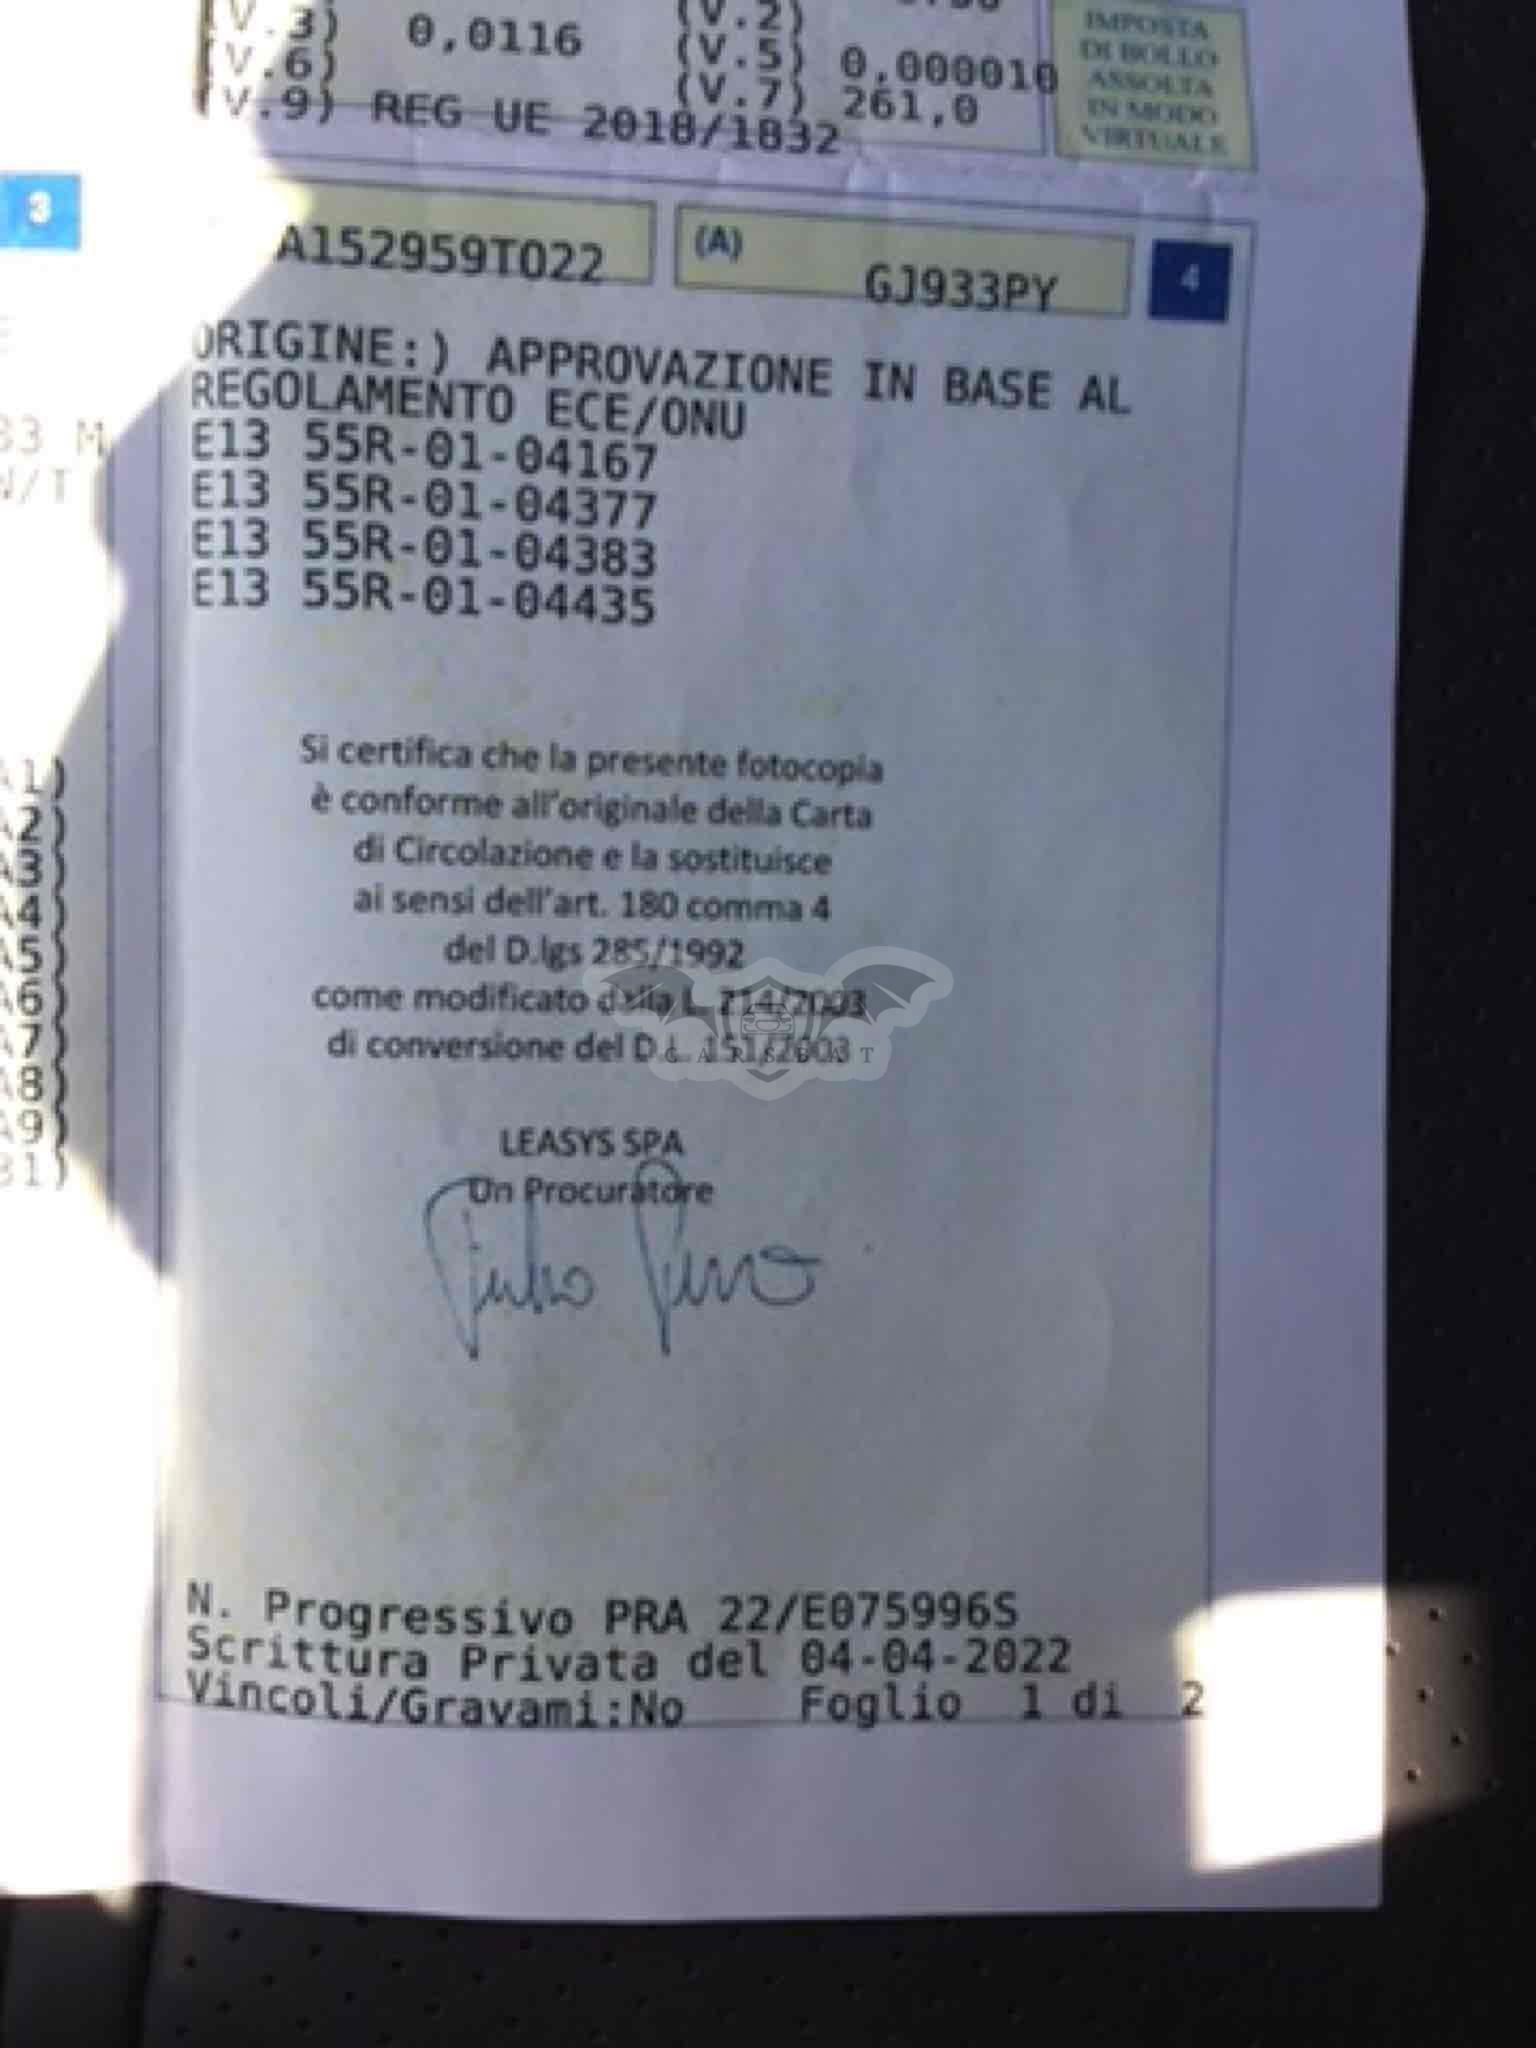 (V.3) 0,0116 (V.2)
(V.6) (V.5) 0,000010
(V.7) 261,0
(V.9) REG UE 2018/1832
IMPOSTA
DI BOLLO
ASSOLTA
IN MODO
VIRTUALE
3
A152959TO22 (A) GJ933PY 4
ORIGINE:) APPROVAZIONE IN BASE AL
REGOLAMENTO ECE/ONU
E13 55R-01-04167
E13 55R-01-04377
E13 55R-01-04383
E13 55R-01-04435
Si certifica che la presente fotocopia
è conforme all'originale della Carta
di Circolazione e la sostituisce
ai sensi dell'art. 180 comma 4
del D.lgs 285/1992
come modificato dalla L. 214/2003
di conversione del D.L. 151/2003
CARSBAT
LEASYS SPA
Un Procuratore
N. Progressivo PRA 22/E075996S
Scrittura Privata del 04-04-2022
Vincoli/Gravami:No Foglio 1 di 2